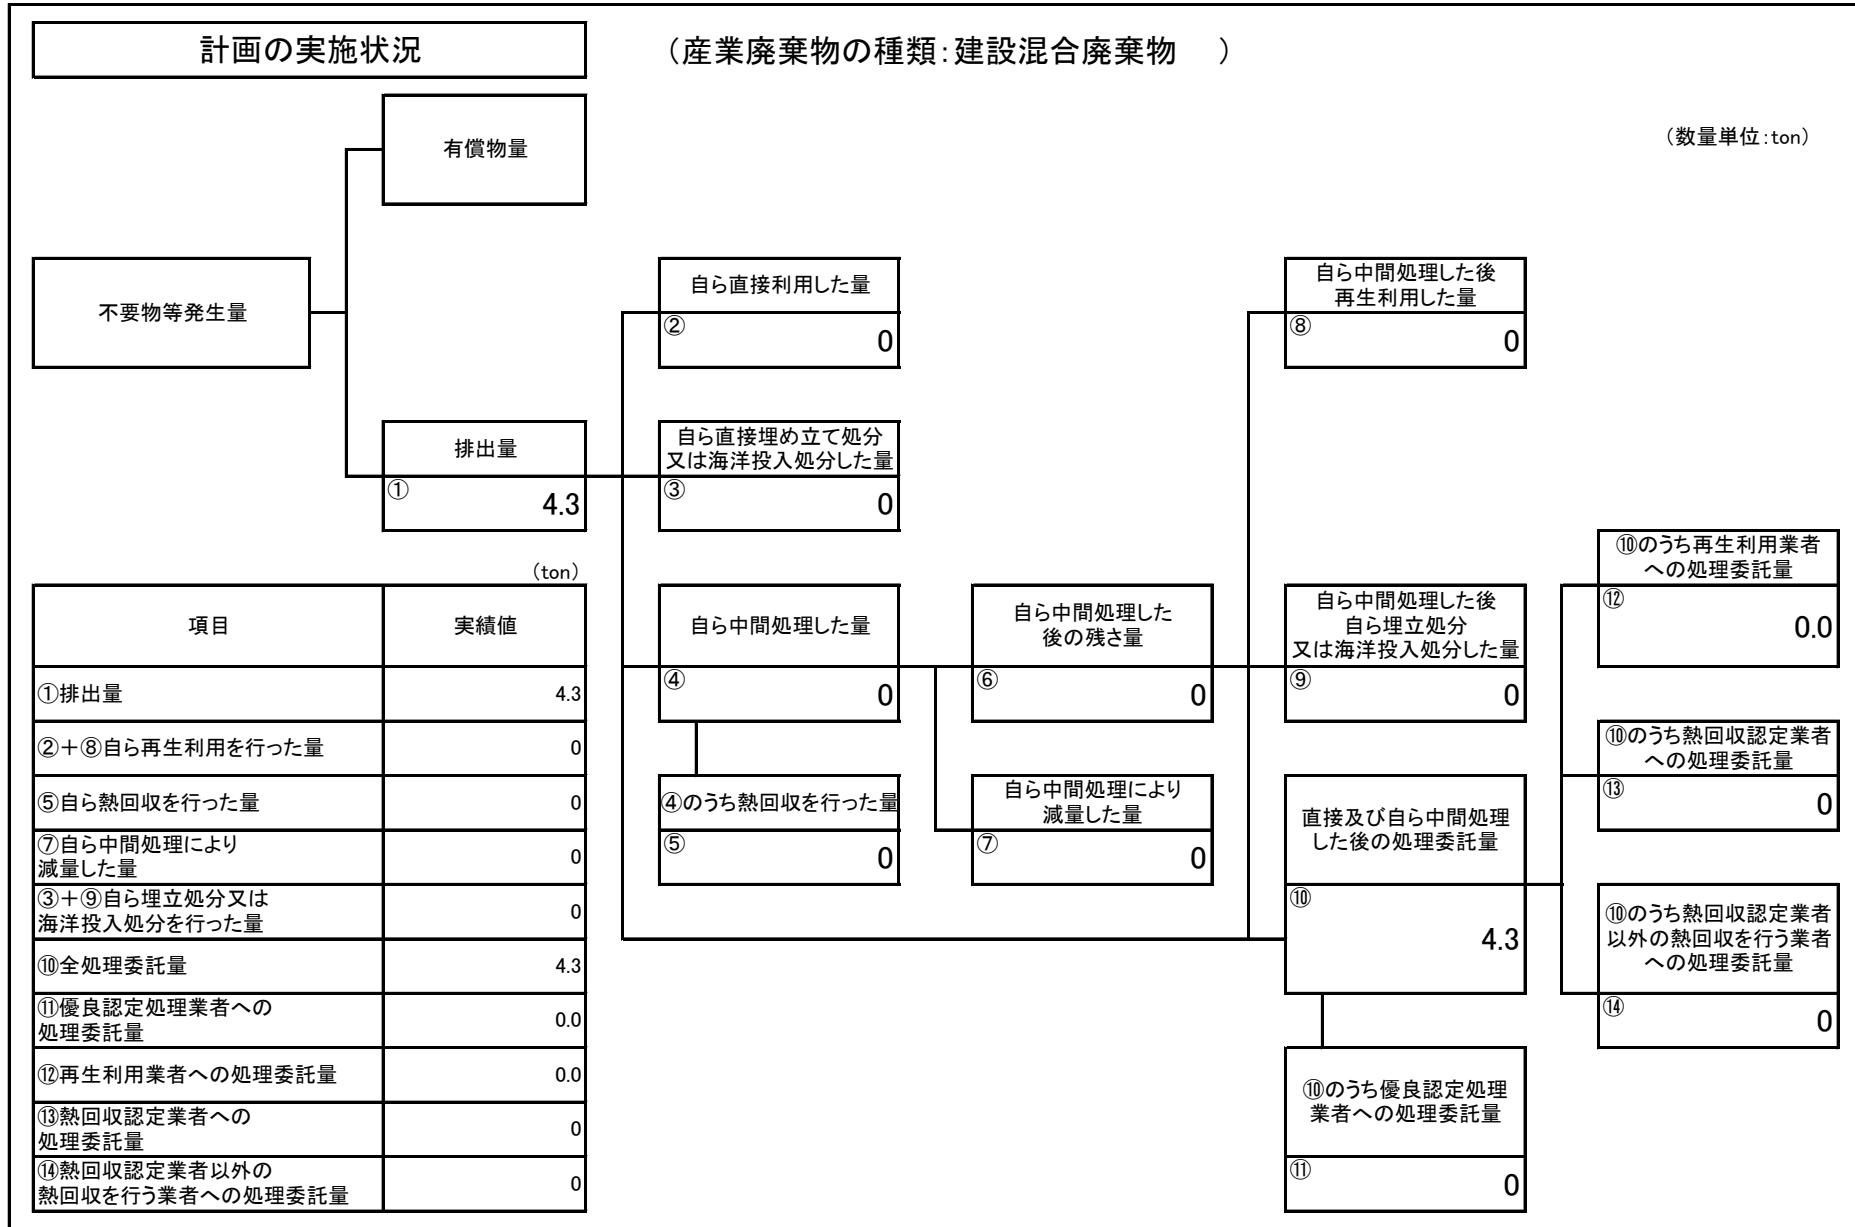 計画の実施状況
（産業廃棄物の種類：建設混合廃棄物　）
（数量単位：ton）
有償物量
不要物等発生量
自ら直接利用した量
②
0
自ら中間処理した後
再生利用した量
⑧
0
排出量
①
4.3
自ら直接埋め立て処分
又は海洋投入処分した量
③
0
⑩のうち再生利用業者
への処理委託量
⑫
0.0
自ら中間処理した量
④
0
自ら中間処理した
後の残さ量
⑥
0
自ら中間処理した後
自ら埋立処分
又は海洋投入処分した量
⑨
0
⑩のうち熱回収認定業者
への処理委託量
⑬
0
④のうち熱回収を行った量
⑤
0
自ら中間処理により
減量した量
⑦
0
直接及び自ら中間処理
した後の処理委託量
⑩
4.3
⑩のうち熱回収認定業者
以外の熱回収を行う業者
への処理委託量
⑭
0
⑩のうち優良認定処理
業者への処理委託量
⑪
0
（ton）
項目 実績値
①排出量 4.3
②＋⑧自ら再生利用を行った量 0
⑤自ら熱回収を行った量 0
⑦自ら中間処理により
減量した量 0
③＋⑨自ら埋立処分又は
海洋投入処分を行った量 0
⑩全処理委託量 4.3
⑪優良認定処理業者への
処理委託量 0.0
⑫再生利用業者への処理委託量 0.0
⑬熱回収認定業者への
処理委託量 0
⑭熱回収認定業者以外の
熱回収を行う業者への処理委託量 0